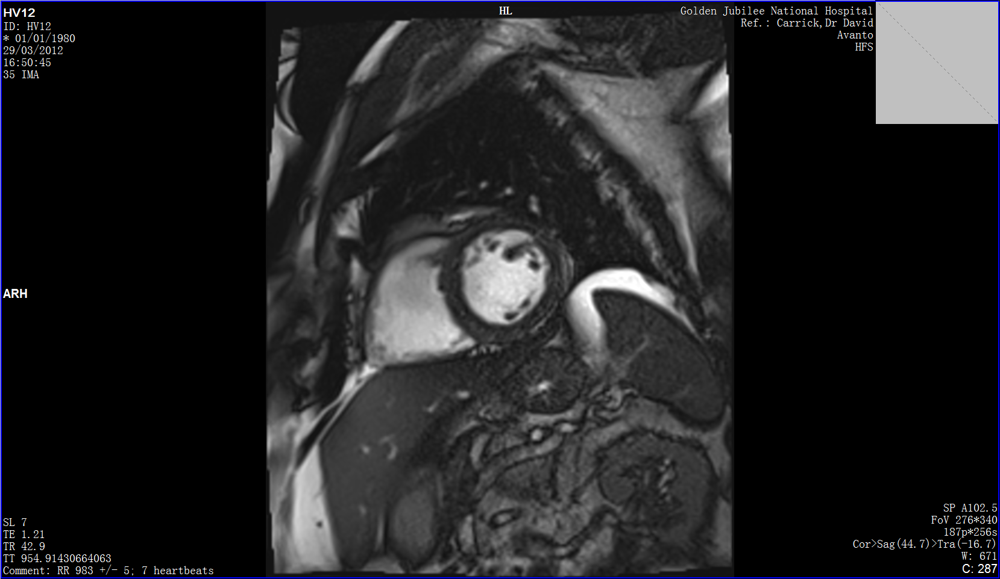 HV12
ID: HV12
* 01/01/1980
29/03/2012
16:50:45
35 IMA
HL
Golden Jubilee National Hospital
Ref.: Carrick,Dr David
Avanto
HFS
ARH
SL 7
TE 1.21
TR 42.9
TT 954.91430664063
Comment: RR 983 +/- 5; 7 heartbeats
SP A102.5
FoV 276*340
187p*256s
Cor>Sag(44.7)>Tra(-16.7)
W: 671
C: 287